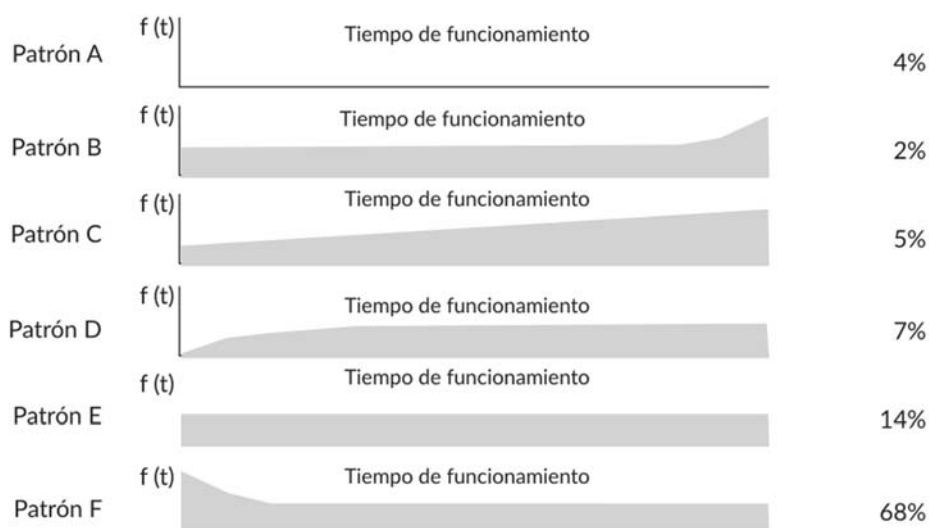 f (t) Tiempo de funcionamiento
Patrón A 4%
f (t) Tiempo de funcionamiento
Patrón B 2%
f (t) Tiempo de funcionamiento
Patrón C 5%
f (t) Tiempo de funcionamiento
Patrón D 7%
f (t) Tiempo de funcionamiento
Patrón E 14%
f (t) Tiempo de funcionamiento
Patrón F 68%